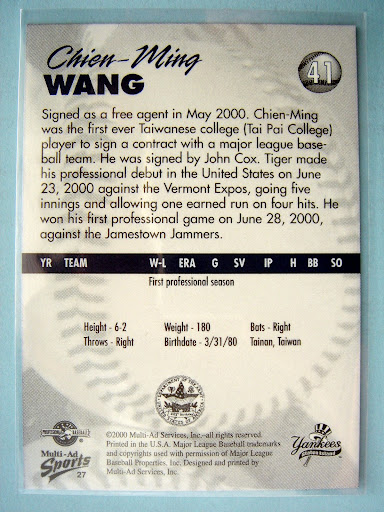 Chien-Ming
WANG
41
Signed as a free agent in May 2000. Chien-Ming
was the first ever Taiwanese college (Tai Pai College)
player to sign a contract with a major league base-
ball team. He was signed by John Cox. Tiger made
his professional debut in the United States on June
23, 2000 against the Vermont Expos, going five
innings and allowing one earned run on four hits. He
won his first professional game on June 28, 2000,
against the Jamestown Jammers.
YR TEAM W-L ERA G SV IP H BB SO
First professional season
Height - 6-2 Weight - 180 Bats - Right
Throws - Right Birthdate - 3/31/80 Tainan, Taiwan
PROFESSIONAL BASEBALL
Multi-Ad
Sports
27
©2000 Multi-Ad Services, Inc.-all rights reserved.
Printed in the U.S.A. Major League Baseball trademarks
and copyrights used with permission of Major League
Baseball Properties, Inc. Designed and printed by
Multi-Ad Services, Inc.
Yankees
Staten Island